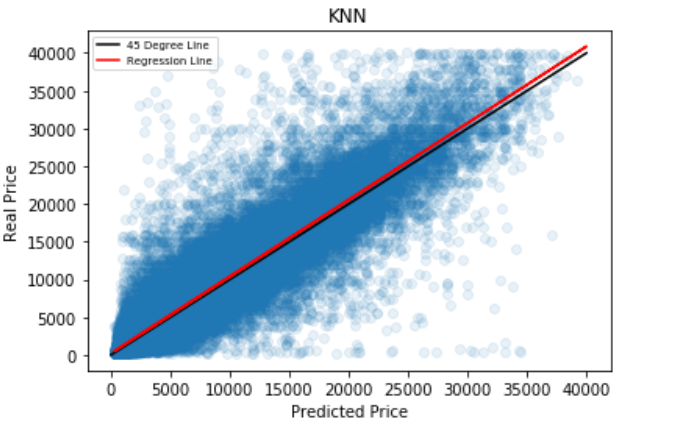 KNN
45 Degree Line
Regression Line
Real Price
40000
35000
30000
25000
20000
15000
10000
5000
0
0 5000 10000 15000 20000 25000 30000 35000 40000
Predicted Price